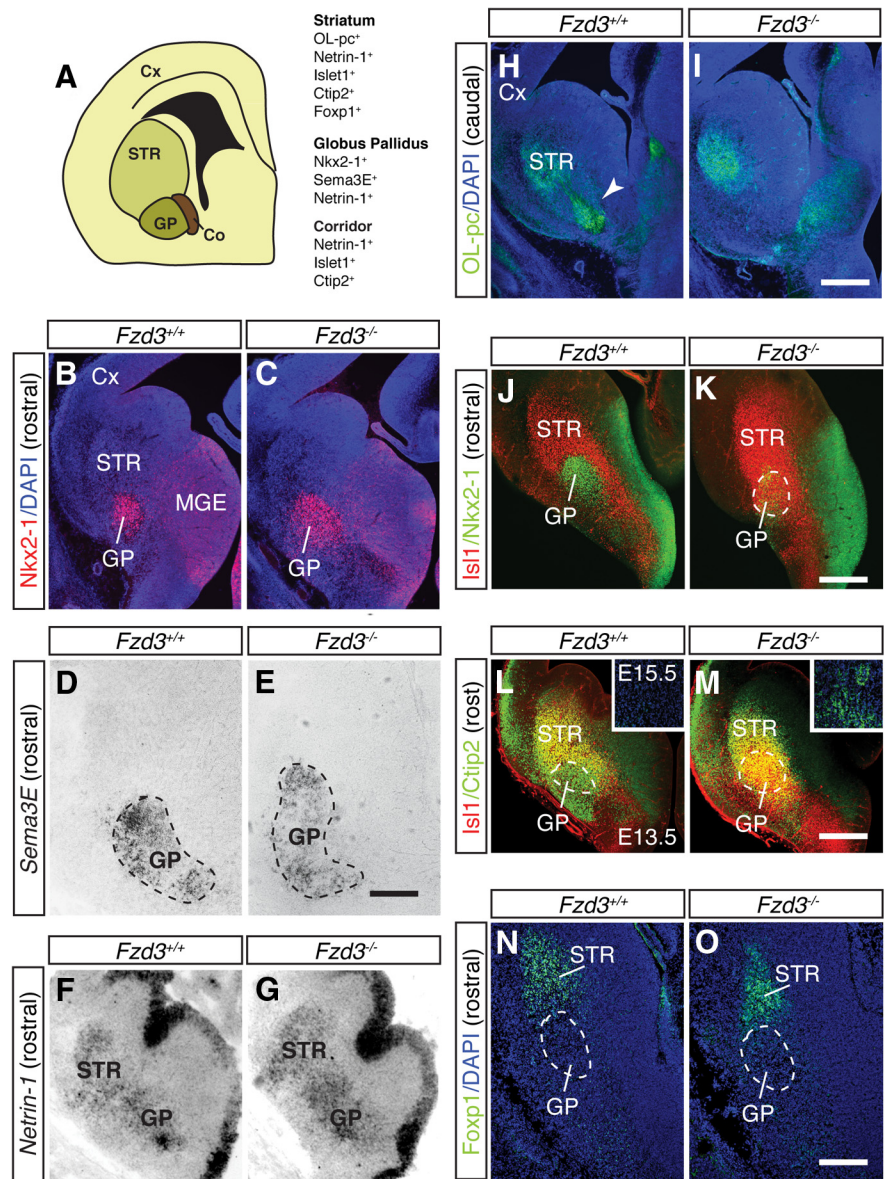 A
Cx
STR
GP
Co
Striatum
OL-pc⁺
Netrin-1⁺
Islet1⁺
Ctip2⁺
Foxp1⁺
Globus Pallidus
Nkx2-1⁺
Sema3E⁺
Netrin-1⁺
Corridor
Netrin-1⁺
Islet1⁺
Ctip2⁺
Fzd3⁺/⁺
Fzd3⁻/⁻
Nkx2-1/DAPI (rostral)
B
Cx
STR
GP
MGE
C
GP
Fzd3⁺/⁺
Fzd3⁻/⁻
Sema3E (rostral)
D
GP
E
GP
Fzd3⁺/⁺
Fzd3⁻/⁻
Netrin-1 (rostral)
F
STR
GP
G
STR
GP
Fzd3⁺/⁺
Fzd3⁻/⁻
OL-pc/DAPI (caudal)
H
Cx
STR
I
Fzd3⁺/⁺
Fzd3⁻/⁻
Isl1/Nkx2-1 (rostral)
J
STR
GP
K
STR
GP
Fzd3⁺/⁺
Fzd3⁻/⁻
Isl1/Ctip2 (rost)
L
E15.5
STR
GP
E13.5
M
STR
GP
Fzd3⁺/⁺
Fzd3⁻/⁻
Foxp1/DAPI (rostral)
N
STR
GP
O
STR
GP